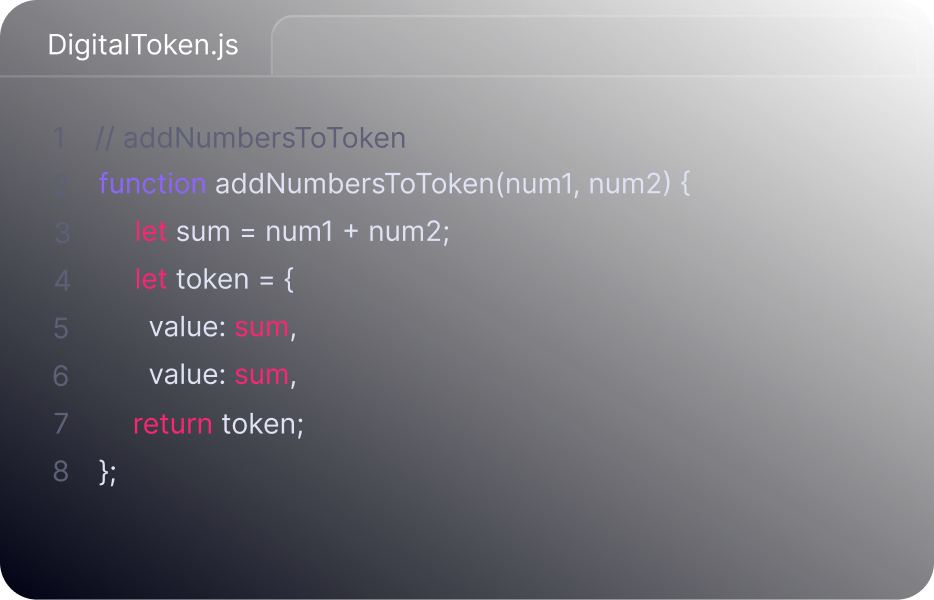 DigitalToken.js
1 // addNumbersToToken
2 function addNumbersToToken(num1, num2) {
3 let sum = num1 + num2;
4 let token = {
5 value: sum,
6 value: sum,
7 return token;
8 };